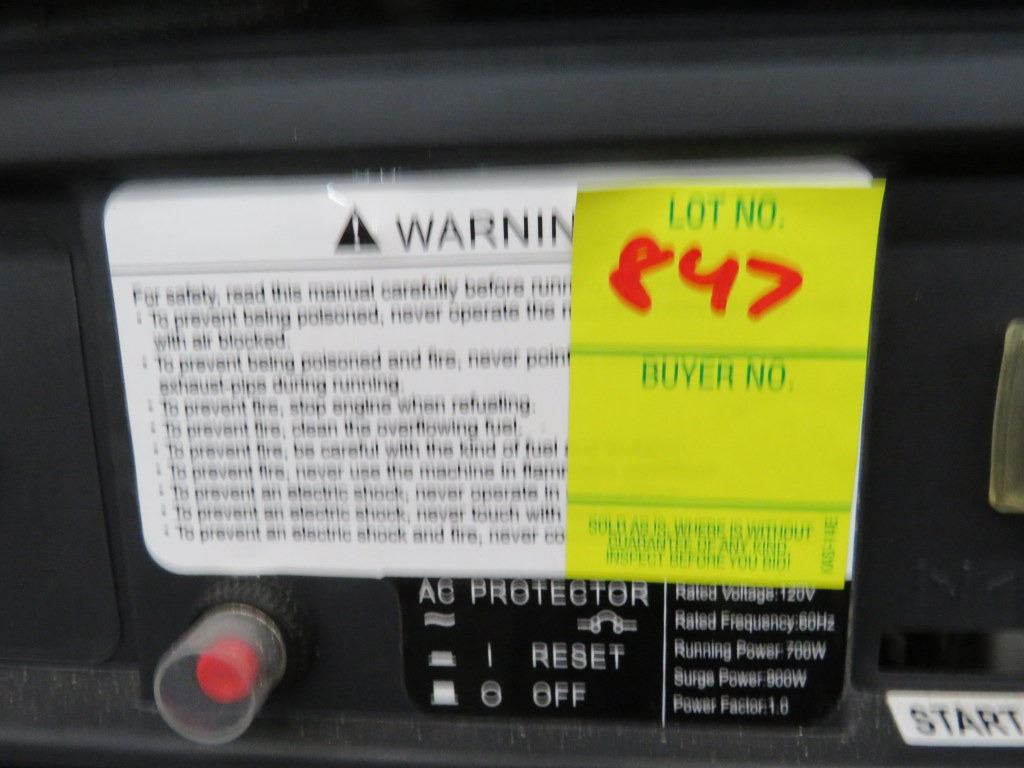 WARNIN
For safety, read this manual carefully before runn
To prevent being poisoned, never operate the
with air blocked.
To prevent being poisoned and fire, never point
exhaust-pipe during running.
To prevent fire, stop engine when refueling.
To prevent fire, clean the overflowing fuel.
To prevent fire, be careful with the kind of fuel
To prevent fire, never use the machine in flam
To prevent an electric shock, never operate in
To prevent an electric shock, never touch with
To prevent an electric shock and fire, never co
LOT NO.
847
BUYER NO.
SOLD AS IS, WHERE IS WITHOUT
GUARANTEE OF ANY KIND.
INSPECT BEFORE YOU BID!
AC PROTECTOR
I RESET
O OFF
Rated Voltage:120V
Rated Frequency:60Hz
Running Power:700W
Surge Power:900W
Power Factor:1.0
START